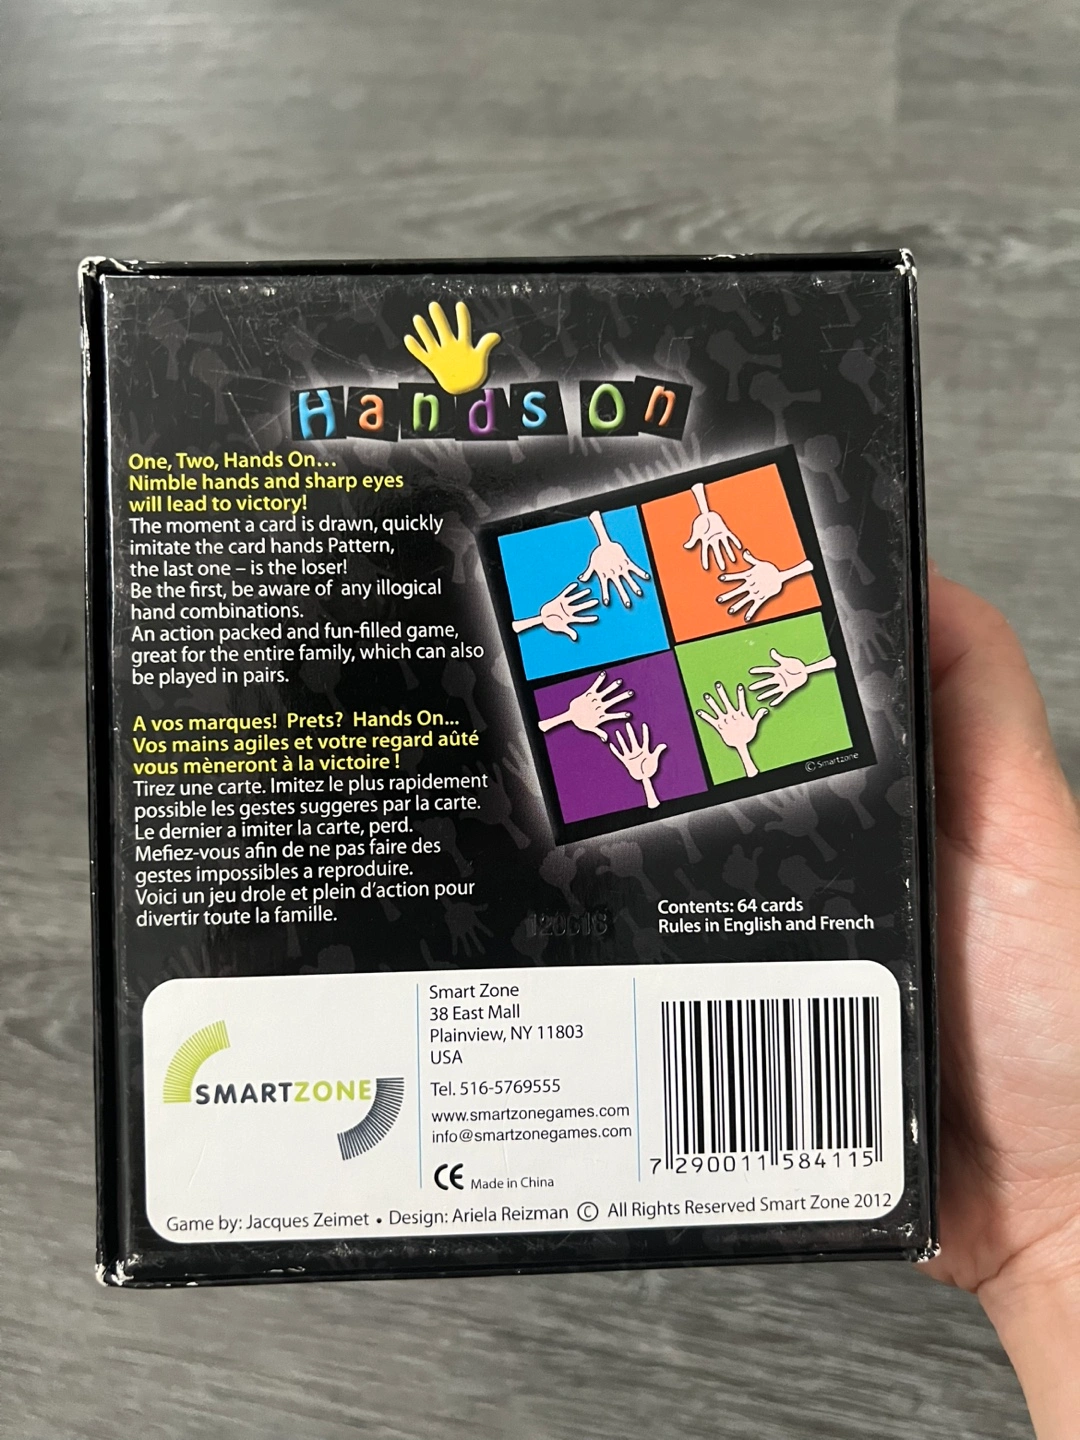 Hands On
One, Two, Hands On...
Nimble hands and sharp eyes
will lead to victory!
The moment a card is drawn, quickly
imitate the card hands Pattern,
the last one – is the loser!
Be the first, be aware of any illogical
hand combinations.
An action packed and fun-filled game,
great for the entire family, which can also
be played in pairs.
A vos marques! Prets? Hands On...
Vos mains agiles et votre regard aûté
vous mèneront à la victoire !
Tirez une carte. Imitez le plus rapidement
possible les gestes suggeres par la carte.
Le dernier a imiter la carte, perd.
Mefiez-vous afin de ne pas faire des
gestes impossibles a reproduire.
Voici un jeu drole et plein d'action pour
divertir toute la famille.
© Smartzone
Contents: 64 cards
Rules in English and French
SMARTZONE
Smart Zone
38 East Mall
Plainview, NY 11803
USA
Tel. 516-5769555
www.smartzonegames.com
info@smartzonegames.com
CE Made in China
7 290011 584115
Game by: Jacques Zeimet • Design: Ariela Reizman © All Rights Reserved Smart Zone 2012